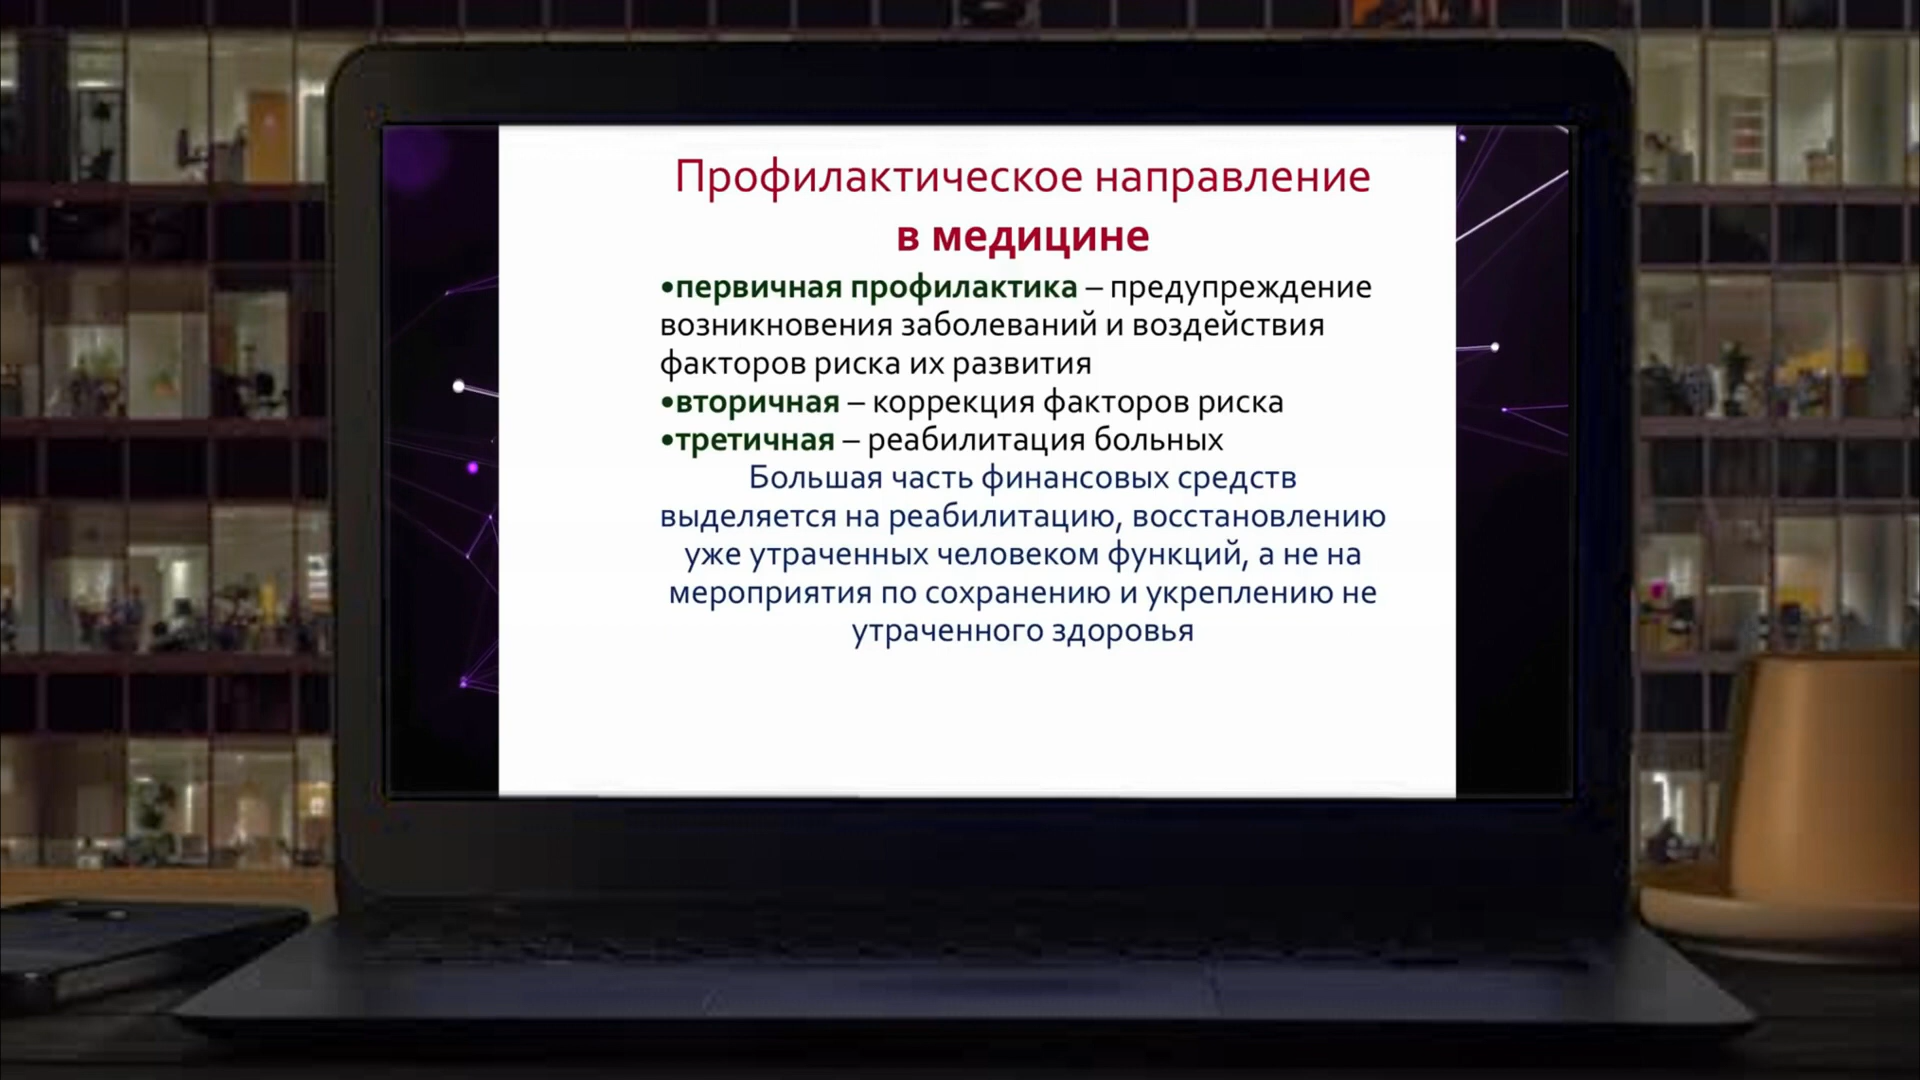 Профилактическое направление
в медицине
•первичная профилактика – предупреждение
возникновения заболеваний и воздействия
факторов риска их развития
•вторичная – коррекция факторов риска
•третичная – реабилитация больных
Большая часть финансовых средств
выделяется на реабилитацию, восстановлению
уже утраченных человеком функций, а не на
мероприятия по сохранению и укреплению не
утраченного здоровья